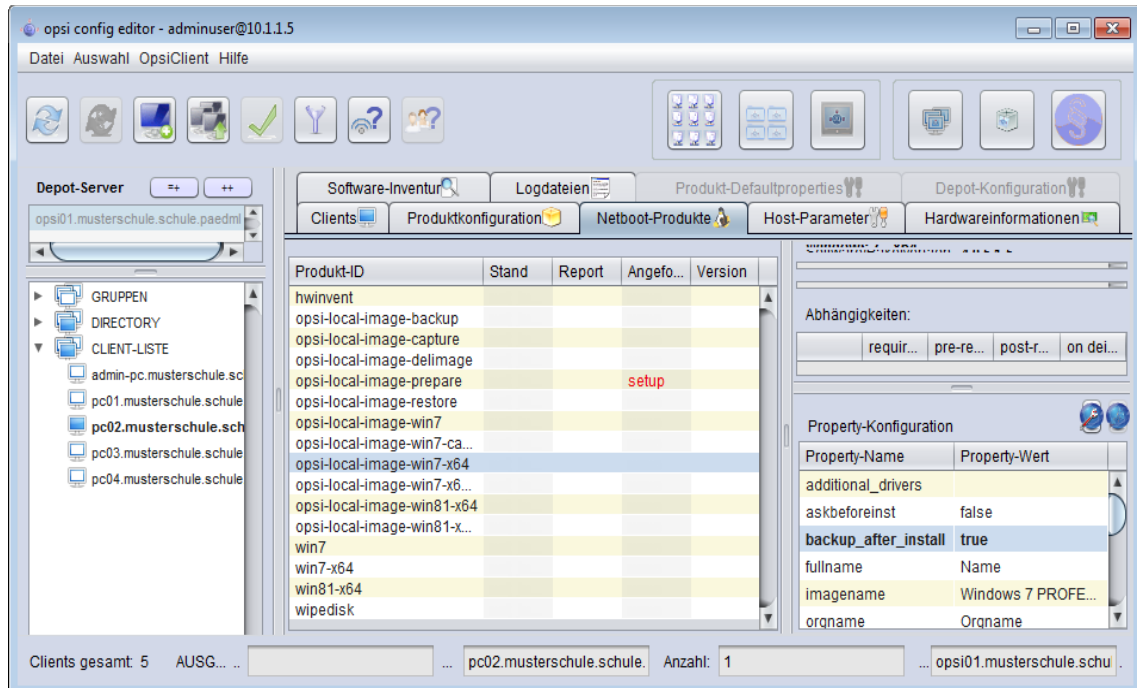 opsi config editor - adminuser@10.1.1.5
Datei Auswahl OpsiClient Hilfe
Depot-Server =+ ++
opsi01.musterschule.schule.paedml
GRUPPEN
DIRECTORY
CLIENT-LISTE
admin-pc.musterschule.sc
pc01.musterschule.schule
pc02.musterschule.sch
pc03.musterschule.schule
pc04.musterschule.schule
Software-Inventur Logdateien Produkt-Defaultproperties Depot-Konfiguration
Clients Produktkonfiguration Netboot-Produkte Host-Parameter Hardwareinformationen
Produkt-ID Stand Report Angefo... Version
hwinvent
opsi-local-image-backup
opsi-local-image-capture
opsi-local-image-delimage
opsi-local-image-prepare setup
opsi-local-image-restore
opsi-local-image-win7
opsi-local-image-win7-ca...
opsi-local-image-win7-x64
opsi-local-image-win7-x6...
opsi-local-image-win81-x64
opsi-local-image-win81-x...
win7
win7-x64
win81-x64
wipedisk
Abhängigkeiten:
requir... pre-re... post-r... on dei...
Property-Konfiguration
Property-Name Property-Wert
additional_drivers
askbeforeinst false
backup_after_install true
fullname Name
imagename Windows 7 PROFE...
orgname Orgname
Clients gesamt: 5 AUSG... .. ... pc02.musterschule.schule. Anzahl: 1 ... opsi01.musterschule.schul .